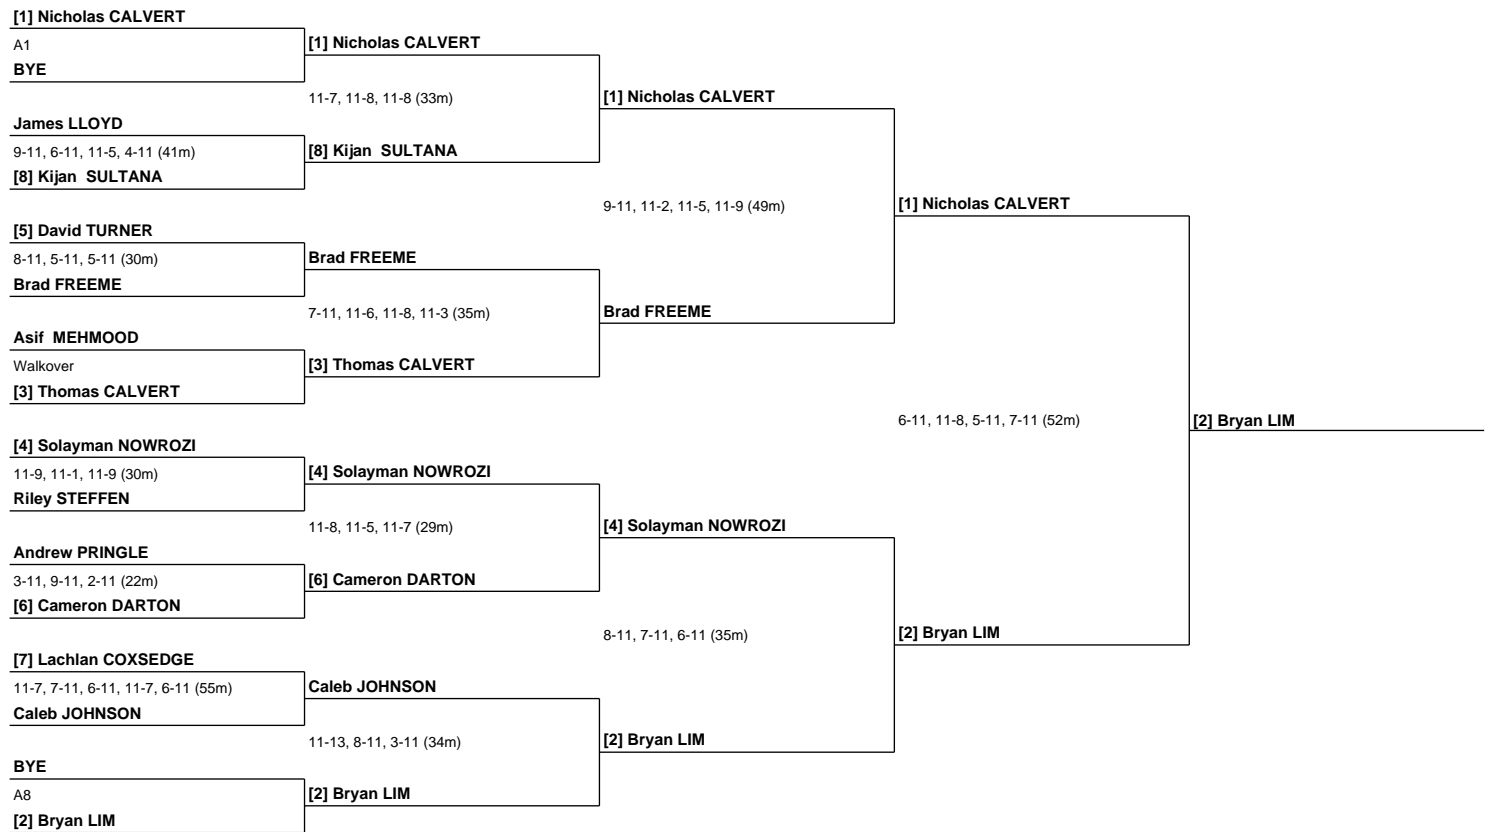 [1] Nicholas CALVERT
A1
BYE
James LLOYD
9-11, 6-11, 11-5, 4-11 (41m)
[8] Kijan  SULTANA
[5] David TURNER
8-11, 5-11, 5-11 (30m)
Brad FREEME
Asif  MEHMOOD
Walkover
[3] Thomas CALVERT
[4] Solayman NOWROZI
11-9, 11-1, 11-9 (30m)
Riley STEFFEN
Andrew PRINGLE
3-11, 9-11, 2-11 (22m)
[6] Cameron DARTON
[7] Lachlan COXSEDGE
11-7, 7-11, 6-11, 11-7, 6-11 (55m)
Caleb JOHNSON
BYE
A8
[2] Bryan LIM
[1] Nicholas CALVERT
11-7, 11-8, 11-8 (33m)
[8] Kijan  SULTANA
Brad FREEME
7-11, 11-6, 11-8, 11-3 (35m)
[3] Thomas CALVERT
[4] Solayman NOWROZI
11-8, 11-5, 11-7 (29m)
[6] Cameron DARTON
Caleb JOHNSON
11-13, 8-11, 3-11 (34m)
[2] Bryan LIM
[1] Nicholas CALVERT
9-11, 11-2, 11-5, 11-9 (49m)
Brad FREEME
[4] Solayman NOWROZI
8-11, 7-11, 6-11 (35m)
[2] Bryan LIM
[1] Nicholas CALVERT
6-11, 11-8, 5-11, 7-11 (52m)
[2] Bryan LIM
[2] Bryan LIM